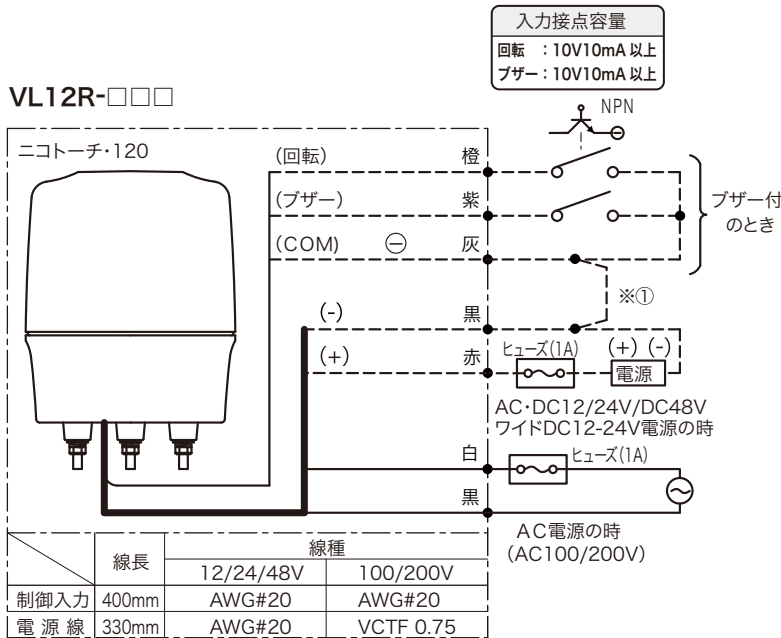 入力接点容量
回転 : 10V10mA 以上
ブザー : 10V10mA 以上
VL12R-□□□
NPN
ニコトーチ・120
(回転)
橙
(ブザー)
紫
(COM) ⊖ 灰
ブザー付
のとき
※①
(-)
黒
(+)
赤
ヒューズ(1A)
(+) (-)
電源
AC・DC12/24V/DC48V
ワイドDC12-24V電源の時
白
ヒューズ(1A)
黒
AC電源の時
(AC100/200V)
線長 線種
12/24/48V 100/200V
制御入力 400mm AWG#20 AWG#20
電源線 330mm AWG#20 VCTF 0.75